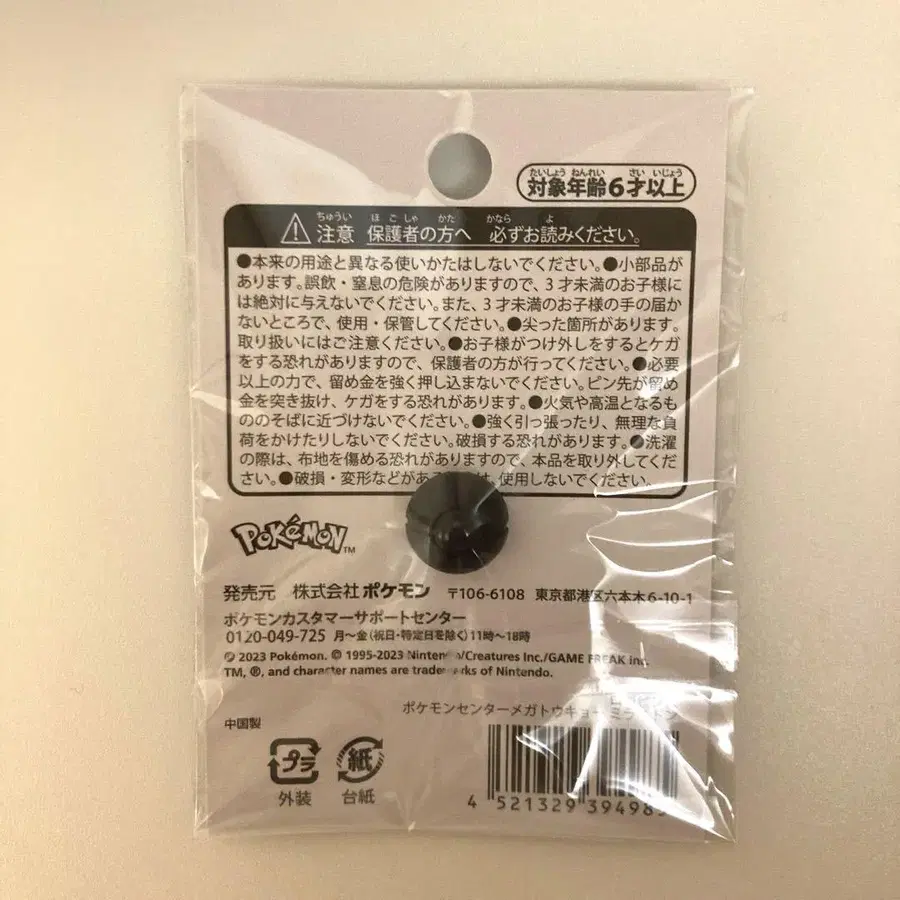 たいしょう ねんれい さい いじょう
対象年齢6才以上
ちゅうい ほごしゃ かた かなら よ
注意 保護者の方へ 必ずお読みください。
●本来の用途と異なる使いかたはしないでください。●小部品が
あります。誤飲・窒息の危険がありますので、3才未満のお子様に
は絶対に与えないでください。また、3才未満のお子様の手の届か
ないところで、使用・保管してください。●尖った箇所があります。
取り扱いにはご注意ください。●お子様がつけ外しをするとケガ
をする恐れがありますので、保護者の方が行ってください。●必要
以上の力で、留め金を強く押し込まないでください。ピン先が留め
金を突き抜け、ケガをする恐れがあります。●火気や高温となるも
ののそばに近づけないでください。●強く引っ張ったり、無理な負
荷をかけたりしないでください。破損する恐れがあります。●洗濯
の際は、布地を傷める恐れがありますので、本品を取り外してくだ
さい。●破損・変形などがあ は、使用しないでください。
POKéMON™
発売元 株式会社 ポケモン 〒106-6108 東京都港区六本木6-10-1
ポケモンカスタマーサポートセンター
0120-049-725 月～金（祝日・特定日を除く）11時～18時
© 2023 Pokémon. © 1995-2023 Nintendo/Creatures Inc./GAME FREAK inc.
TM, ®, and character names are trademarks of Nintendo.
ポケモンセンターメガトウキョー
中国製
プラ 紙
外装 台紙
4 521329 39498